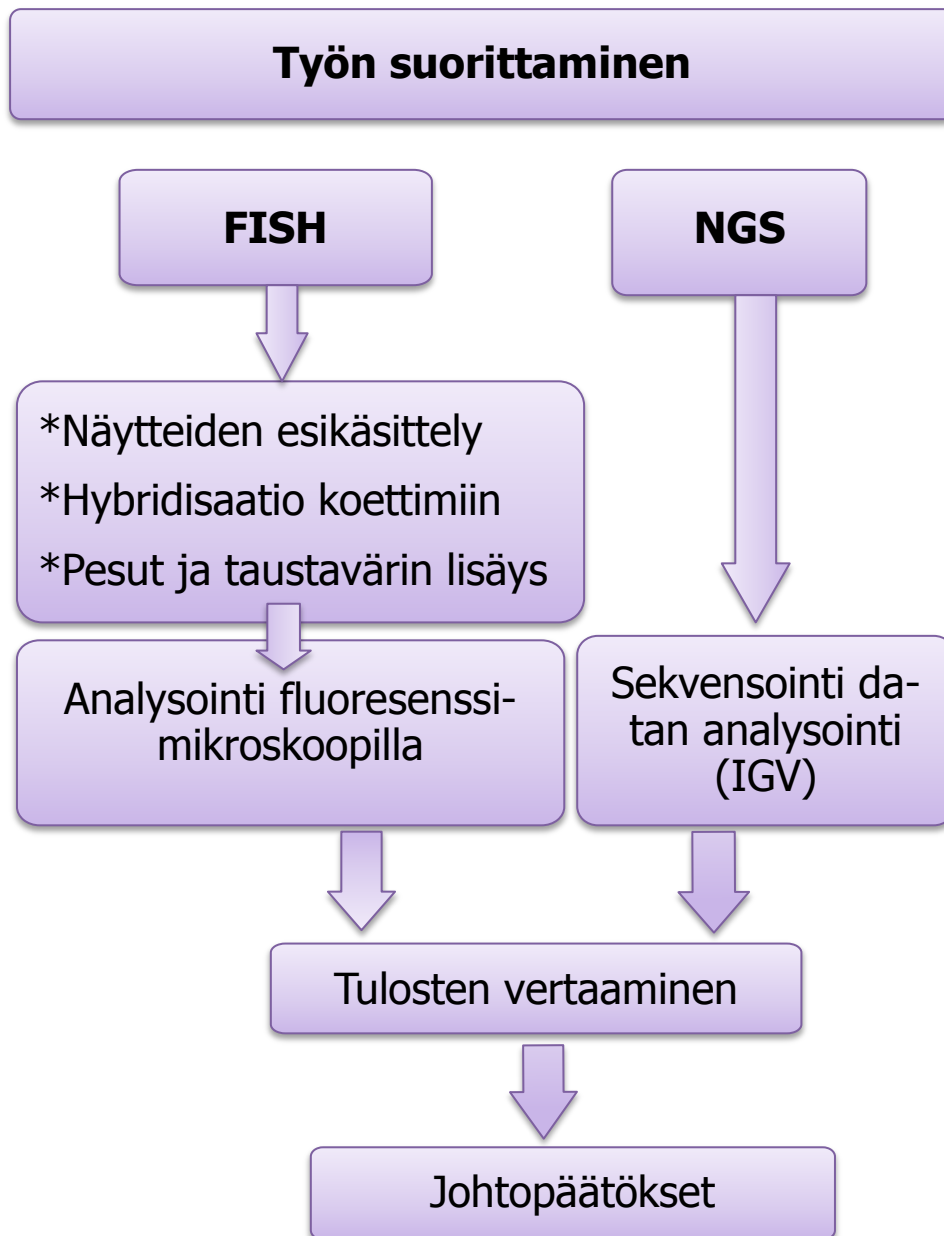 Työn suorittaminen
FISH
NGS
*Näytteiden esikäsittely
*Hybridisaatio koettimiin
*Pesut ja taustavärin lisäys
Analysointi fluoresenssi-
mikroskoopilla
Sekvensointi da-
tan analysointi
(IGV)
Tulosten vertaaminen
Johtopäätökset